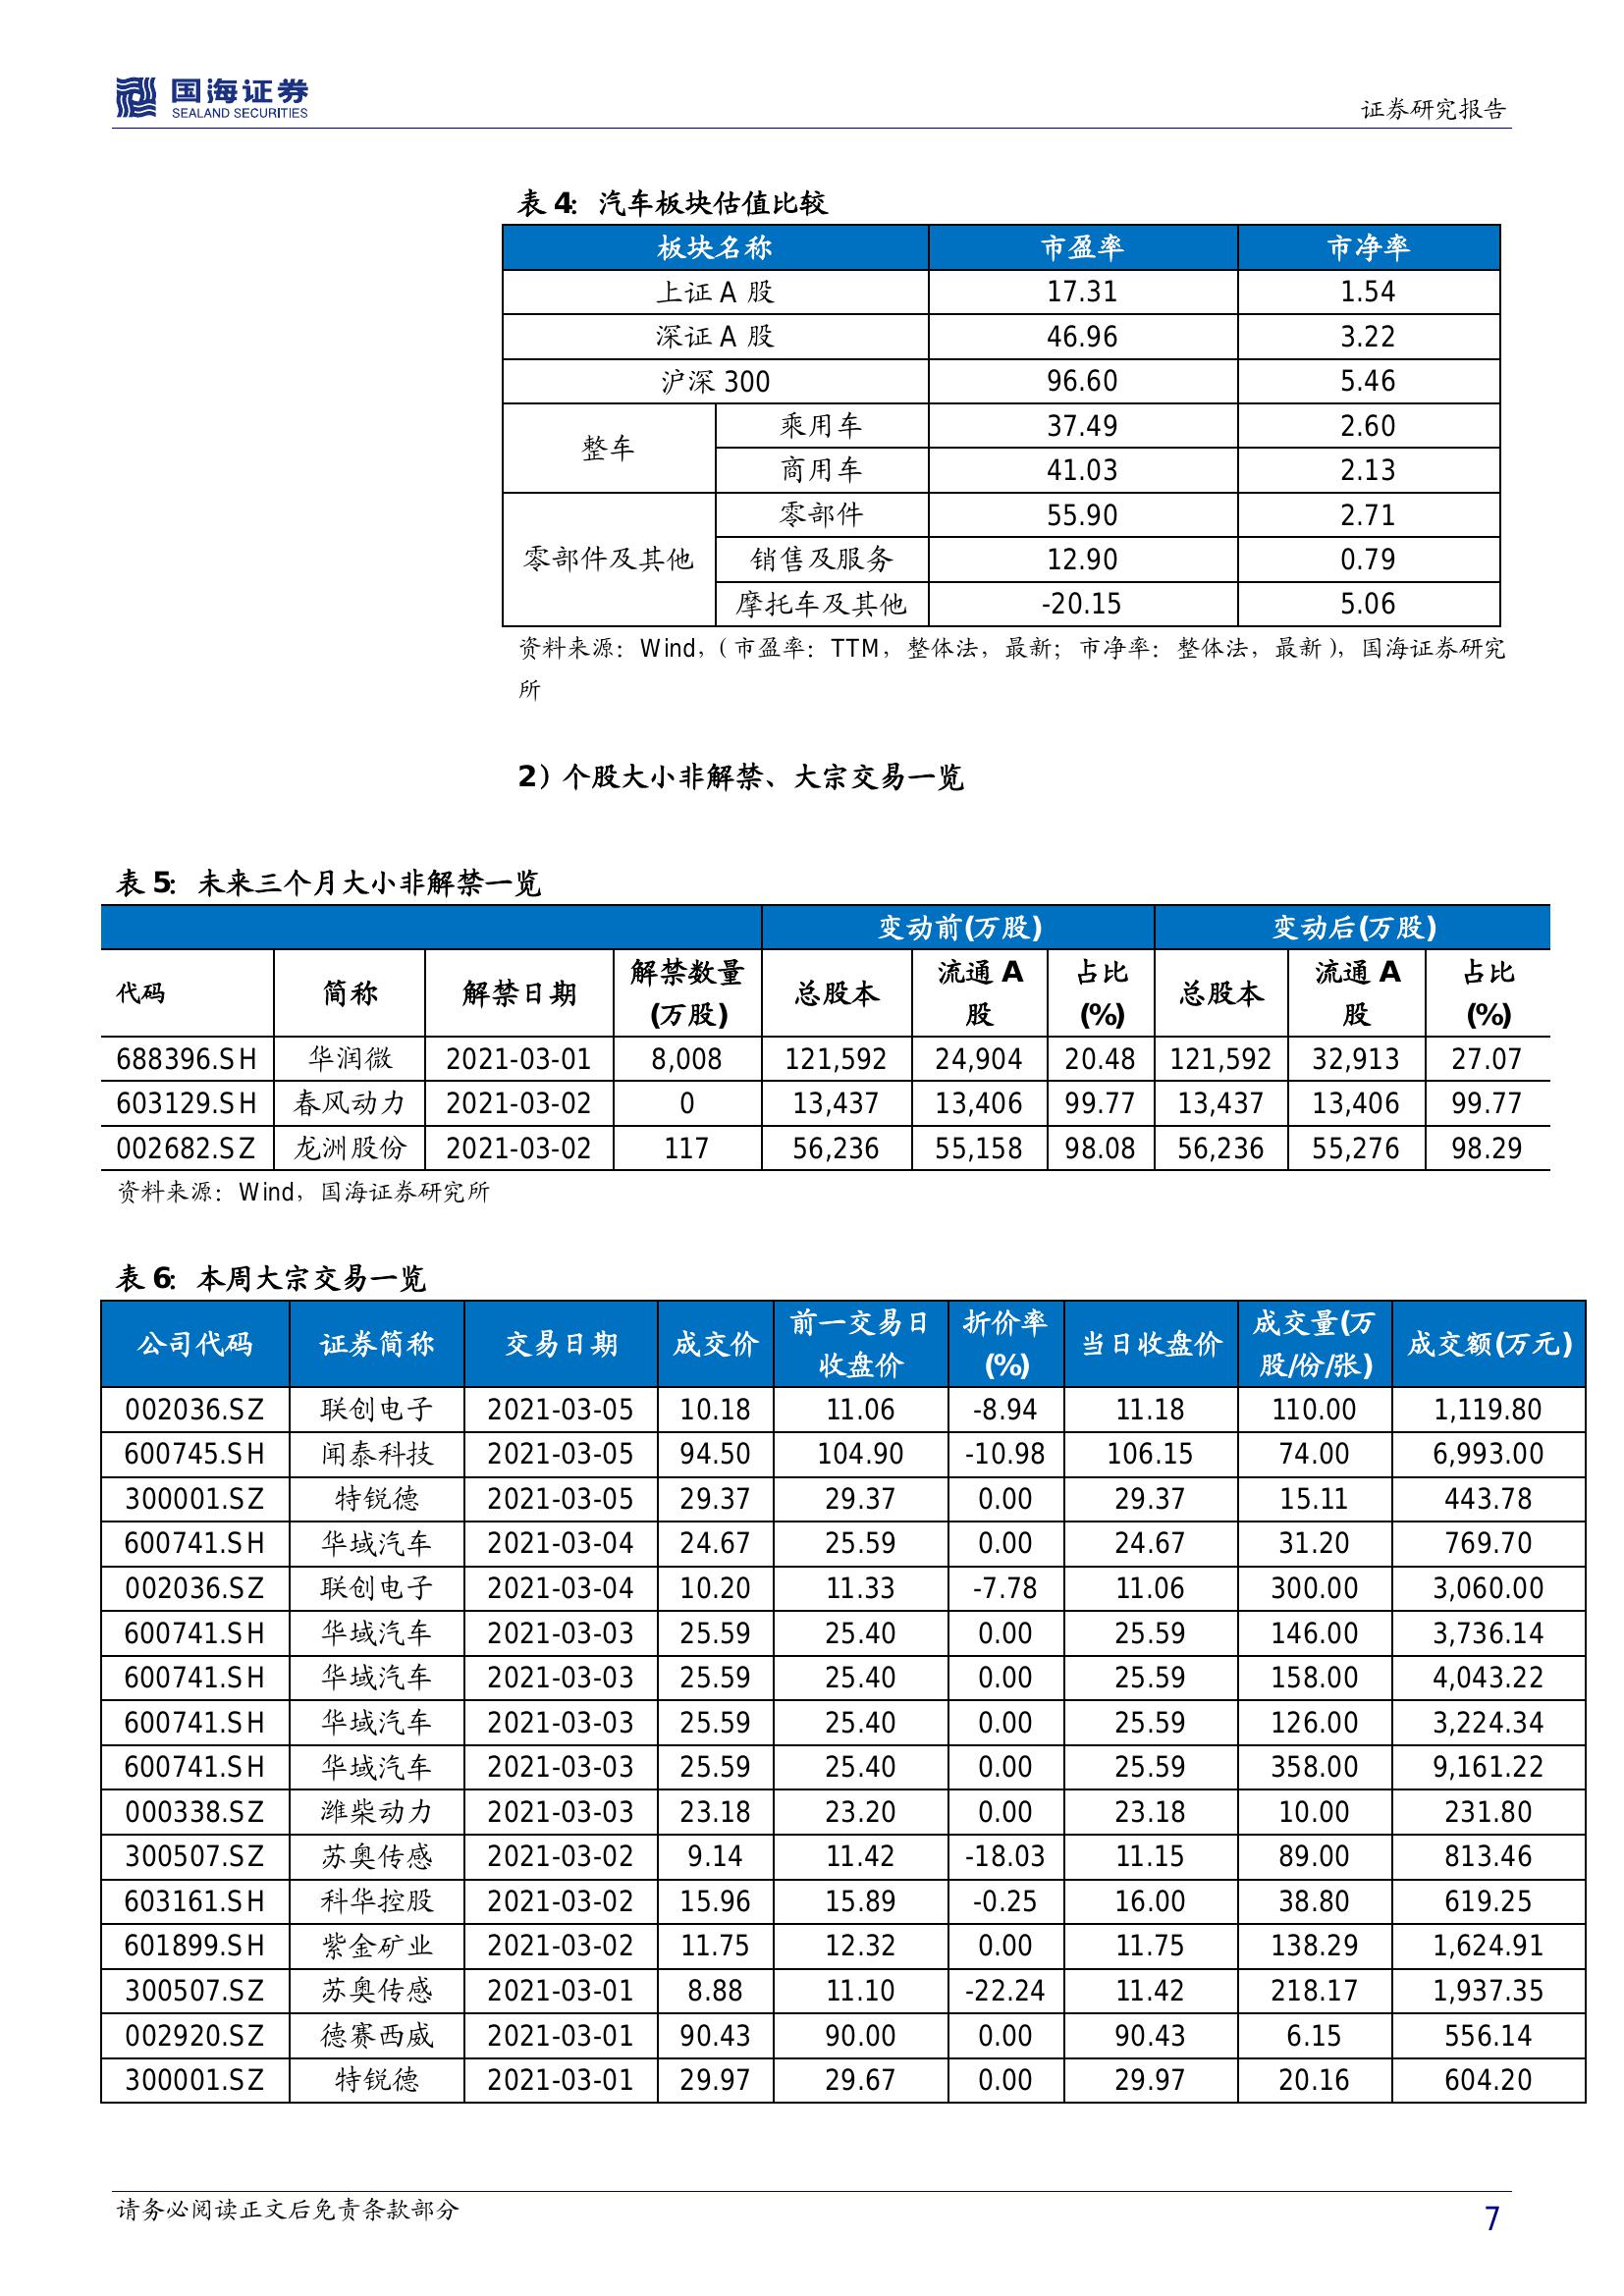 国海证券
SEALAND SECURITIES
证券研究报告
表 4：汽车板块估值比较
板块名称 市盈率 市净率
上证 A 股 17.31 1.54
深证 A 股 46.96 3.22
沪深 300 96.60 5.46
整车 乘用车 37.49 2.60
商用车 41.03 2.13
零部件及其他 零部件 55.90 2.71
销售及服务 12.90 0.79
摩托车及其他 -20.15 5.06
资料来源：Wind，（市盈率：TTM，整体法，最新；市净率：整体法，最新），国海证券研究
所
2）个股大小非解禁、大宗交易一览
表 5：未来三个月大小非解禁一览
变动前(万股) 变动后(万股)
代码 简称 解禁日期 解禁数量(万股) 总股本 流通 A 股 占比(%) 总股本 流通 A 股 占比(%)
688396.SH 华润微 2021-03-01 8,008 121,592 24,904 20.48 121,592 32,913 27.07
603129.SH 春风动力 2021-03-02 0 13,437 13,406 99.77 13,437 13,406 99.77
002682.SZ 龙洲股份 2021-03-02 117 56,236 55,158 98.08 56,236 55,276 98.29
资料来源：Wind，国海证券研究所
表 6：本周大宗交易一览
公司代码 证券简称 交易日期 成交价 前一交易日收盘价 折价率(%) 当日收盘价 成交量(万股/份/张) 成交额(万元)
002036.SZ 联创电子 2021-03-05 10.18 11.06 -8.94 11.18 110.00 1,119.80
600745.SH 闻泰科技 2021-03-05 94.50 104.90 -10.98 106.15 74.00 6,993.00
300001.SZ 特锐德 2021-03-05 29.37 29.37 0.00 29.37 15.11 443.78
600741.SH 华域汽车 2021-03-04 24.67 25.59 0.00 24.67 31.20 769.70
002036.SZ 联创电子 2021-03-04 10.20 11.33 -7.78 11.06 300.00 3,060.00
600741.SH 华域汽车 2021-03-03 25.59 25.40 0.00 25.59 146.00 3,736.14
600741.SH 华域汽车 2021-03-03 25.59 25.40 0.00 25.59 158.00 4,043.22
600741.SH 华域汽车 2021-03-03 25.59 25.40 0.00 25.59 126.00 3,224.34
600741.SH 华域汽车 2021-03-03 25.59 25.40 0.00 25.59 358.00 9,161.22
000338.SZ 潍柴动力 2021-03-03 23.18 23.20 0.00 23.18 10.00 231.80
300507.SZ 苏奥传感 2021-03-02 9.14 11.42 -18.03 11.15 89.00 813.46
603161.SH 科华控股 2021-03-02 15.96 15.89 -0.25 16.00 38.80 619.25
601899.SH 紫金矿业 2021-03-02 11.75 12.32 0.00 11.75 138.29 1,624.91
300507.SZ 苏奥传感 2021-03-01 8.88 11.10 -22.24 11.42 218.17 1,937.35
002920.SZ 德赛西威 2021-03-01 90.43 90.00 0.00 90.43 6.15 556.14
300001.SZ 特锐德 2021-03-01 29.97 29.67 0.00 29.97 20.16 604.20
请务必阅读正文后免责条款部分
7